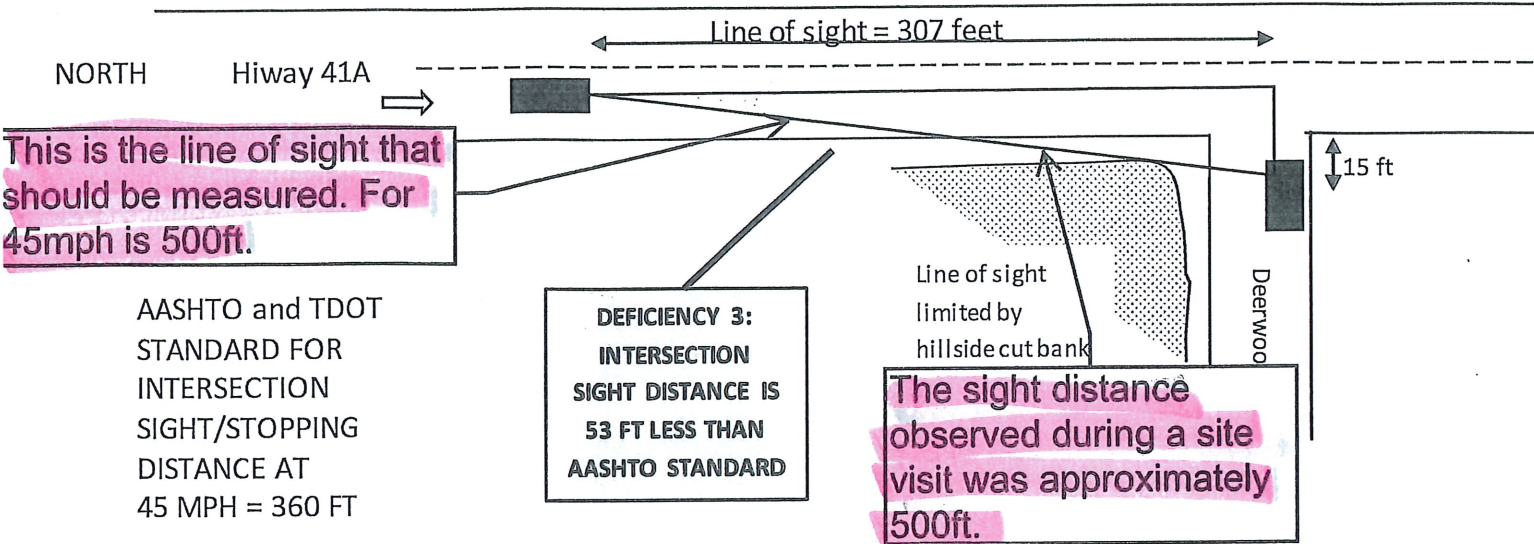 Line of sight = 307 feet
NORTH Hiway 41A
This is the line of sight that
should be measured. For
45mph is 500ft.
15 ft
AASHTO and TDOT
STANDARD FOR
INTERSECTION
SIGHT/STOPPING
DISTANCE AT
45 MPH = 360 FT
DEFICIENCY 3:
INTERSECTION
SIGHT DISTANCE IS
53 FT LESS THAN
AASHTO STANDARD
Line of sight
limited by
hillside cut bank
Deerwoo
The sight distance
observed during a site
visit was approximately
500ft.